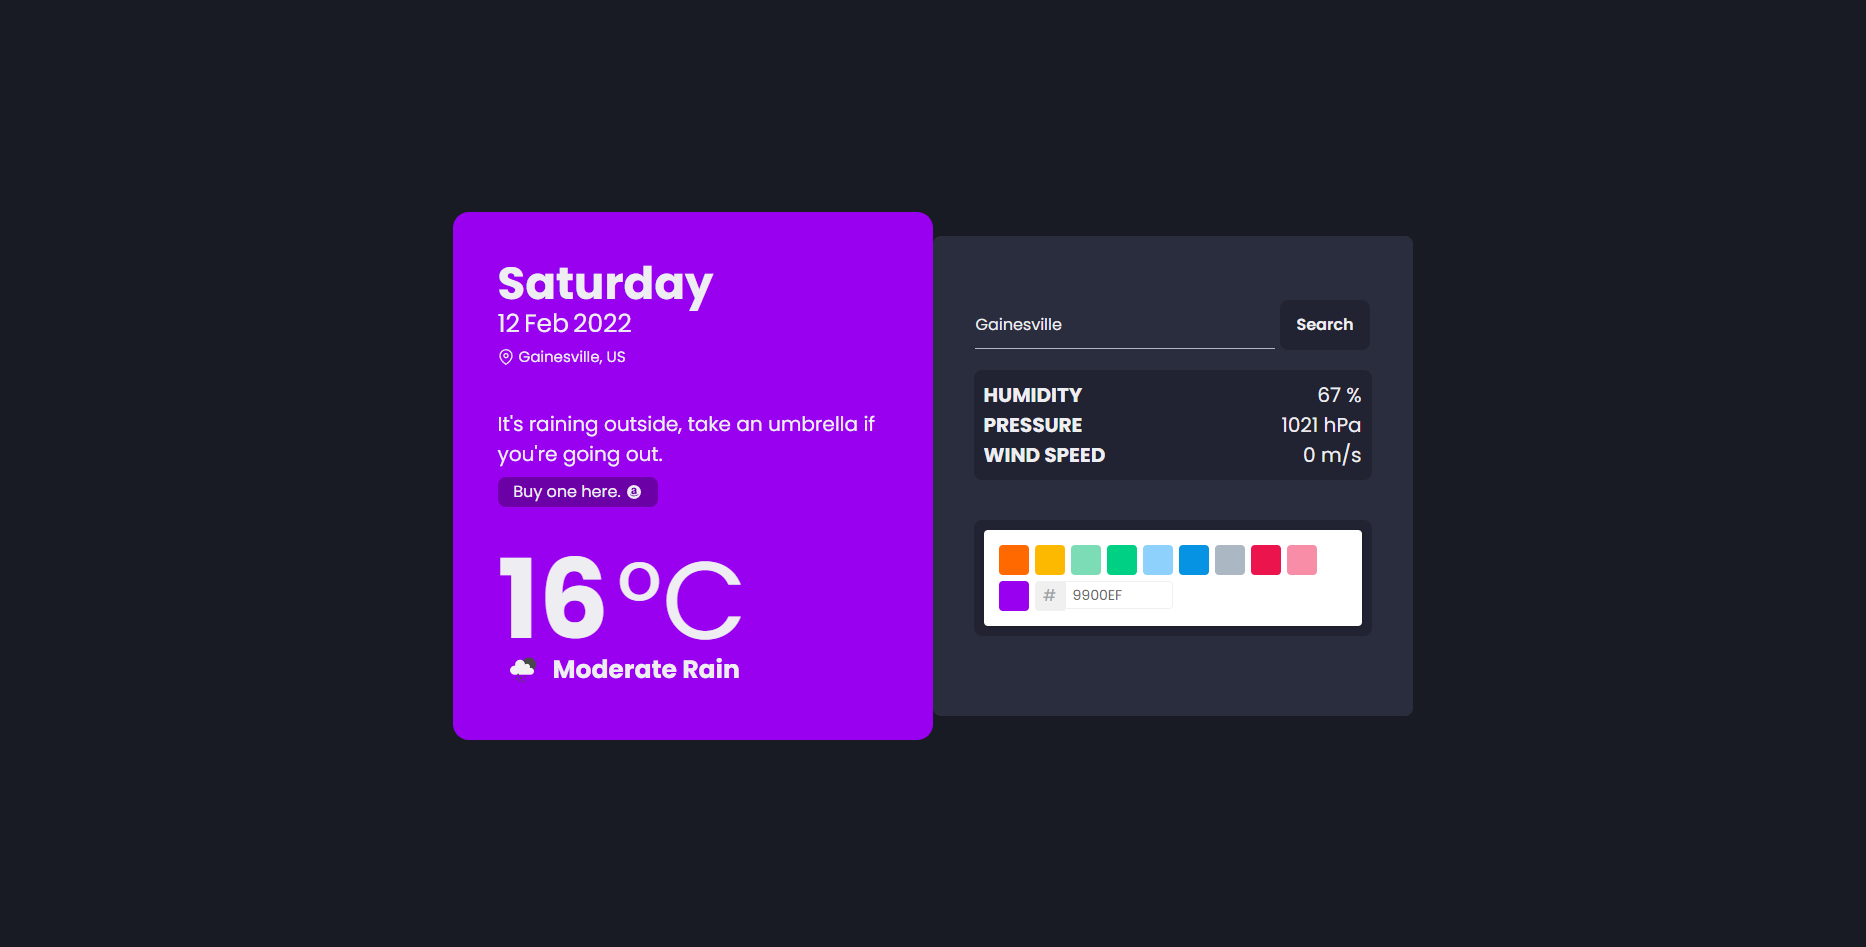 Saturday
12 Feb 2022
Gainesville, US
It's raining outside, take an umbrella if
you're going out.
Buy one here.
16°C
Moderate Rain
Gainesville
Search
HUMIDITY 67 %
PRESSURE 1021 hPa
WIND SPEED 0 m/s
# 9900EF